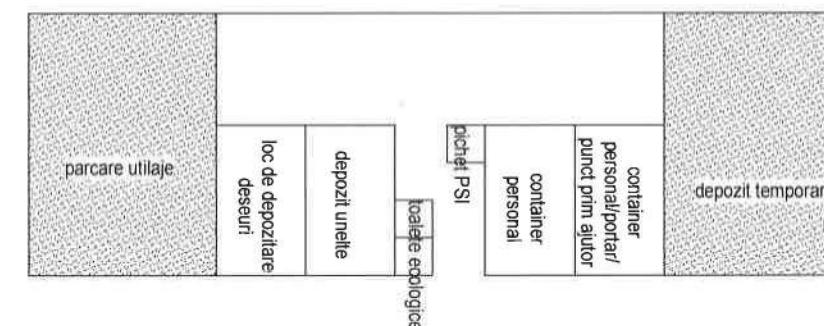 parcare utilaje
loc de depozitare
deseuri
depozit unelte
toalete ecologice
pichet PSI
container
personal
container
personal/portar/
punct prim ajutor
depozit temporar